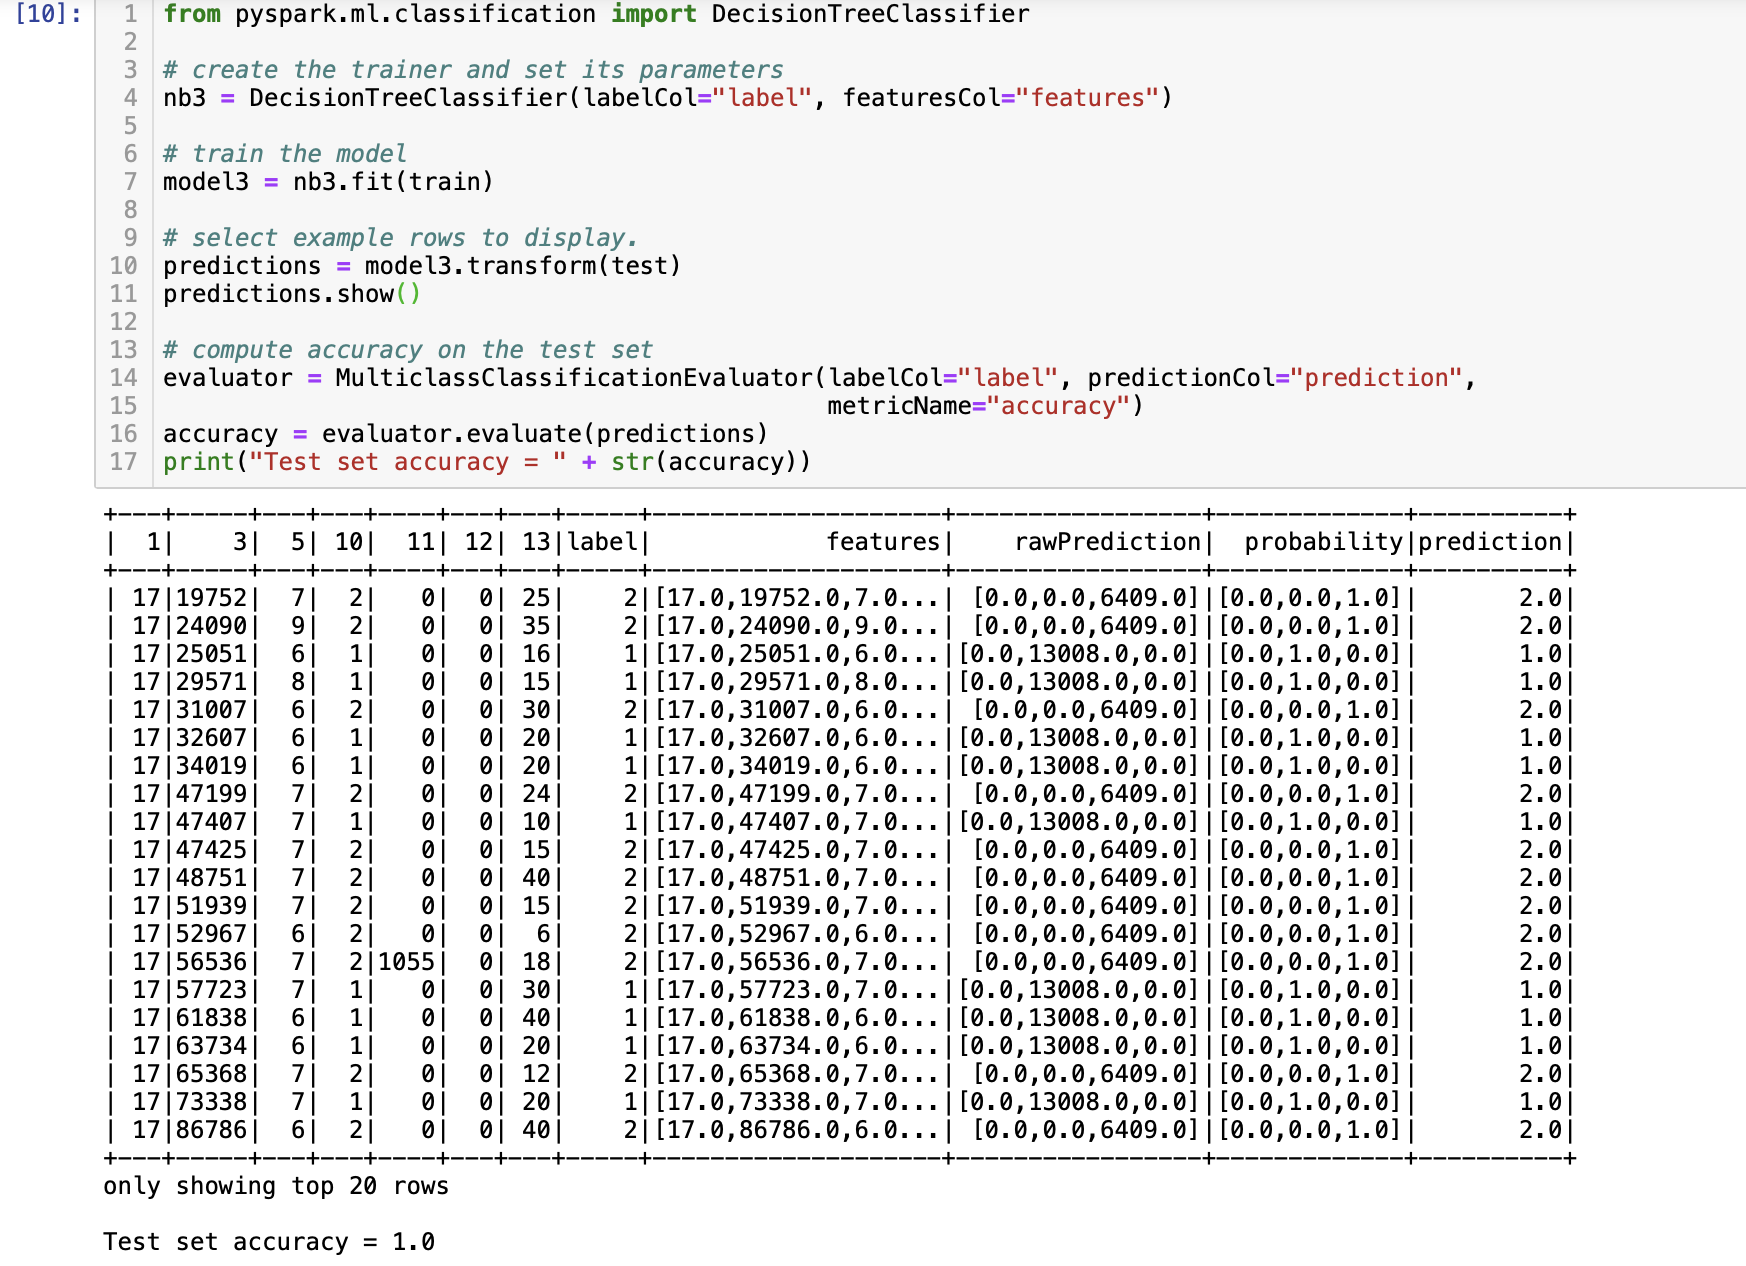 [10]:
1 from pyspark.ml.classification import DecisionTreeClassifier
2
3 # create the trainer and set its parameters
4 nb3 = DecisionTreeClassifier(labelCol="label", featuresCol="features")
5
6 # train the model
7 model3 = nb3.fit(train)
8
9 # select example rows to display.
10 predictions = model3.transform(test)
11 predictions.show()
12
13 # compute accuracy on the test set
14 evaluator = MulticlassClassificationEvaluator(labelCol="label", predictionCol="prediction",
15                                               metricName="accuracy")
16 accuracy = evaluator.evaluate(predictions)
17 print("Test set accuracy = " + str(accuracy))
+---+-----+---+---+----+---+---+-----+--------------------+-----------------+-------------+----------+
|  1|    3|  5| 10|  11| 12| 13|label|            features|    rawPrediction|  probability|prediction|
+---+-----+---+---+----+---+---+-----+--------------------+-----------------+-------------+----------+
| 17|19752|  7|  2|   0|  0| 25|    2|[17.0,19752.0,7.0...| [0.0,0.0,6409.0]|[0.0,0.0,1.0]|       2.0|
| 17|24090|  9|  2|   0|  0| 35|    2|[17.0,24090.0,9.0...| [0.0,0.0,6409.0]|[0.0,0.0,1.0]|       2.0|
| 17|25051|  6|  1|   0|  0| 16|    1|[17.0,25051.0,6.0...|[0.0,13008.0,0.0]|[0.0,1.0,0.0]|       1.0|
| 17|29571|  8|  1|   0|  0| 15|    1|[17.0,29571.0,8.0...|[0.0,13008.0,0.0]|[0.0,1.0,0.0]|       1.0|
| 17|31007|  6|  2|   0|  0| 30|    2|[17.0,31007.0,6.0...| [0.0,0.0,6409.0]|[0.0,0.0,1.0]|       2.0|
| 17|32607|  6|  1|   0|  0| 20|    1|[17.0,32607.0,6.0...|[0.0,13008.0,0.0]|[0.0,1.0,0.0]|       1.0|
| 17|34019|  6|  1|   0|  0| 20|    1|[17.0,34019.0,6.0...|[0.0,13008.0,0.0]|[0.0,1.0,0.0]|       1.0|
| 17|47199|  7|  2|   0|  0| 24|    2|[17.0,47199.0,7.0...| [0.0,0.0,6409.0]|[0.0,0.0,1.0]|       2.0|
| 17|47407|  7|  1|   0|  0| 10|    1|[17.0,47407.0,7.0...|[0.0,13008.0,0.0]|[0.0,1.0,0.0]|       1.0|
| 17|47425|  7|  2|   0|  0| 15|    2|[17.0,47425.0,7.0...| [0.0,0.0,6409.0]|[0.0,0.0,1.0]|       2.0|
| 17|48751|  7|  2|   0|  0| 40|    2|[17.0,48751.0,7.0...| [0.0,0.0,6409.0]|[0.0,0.0,1.0]|       2.0|
| 17|51939|  7|  2|   0|  0| 15|    2|[17.0,51939.0,7.0...| [0.0,0.0,6409.0]|[0.0,0.0,1.0]|       2.0|
| 17|52967|  6|  2|   0|  0|  6|    2|[17.0,52967.0,6.0...| [0.0,0.0,6409.0]|[0.0,0.0,1.0]|       2.0|
| 17|56536|  7|  2|1055|  0| 18|    2|[17.0,56536.0,7.0...| [0.0,0.0,6409.0]|[0.0,0.0,1.0]|       2.0|
| 17|57723|  7|  1|   0|  0| 30|    1|[17.0,57723.0,7.0...|[0.0,13008.0,0.0]|[0.0,1.0,0.0]|       1.0|
| 17|61838|  6|  1|   0|  0| 40|    1|[17.0,61838.0,6.0...|[0.0,13008.0,0.0]|[0.0,1.0,0.0]|       1.0|
| 17|63734|  6|  1|   0|  0| 20|    1|[17.0,63734.0,6.0...|[0.0,13008.0,0.0]|[0.0,1.0,0.0]|       1.0|
| 17|65368|  7|  2|   0|  0| 12|    2|[17.0,65368.0,7.0...| [0.0,0.0,6409.0]|[0.0,0.0,1.0]|       2.0|
| 17|73338|  7|  1|   0|  0| 20|    1|[17.0,73338.0,7.0...|[0.0,13008.0,0.0]|[0.0,1.0,0.0]|       1.0|
| 17|86786|  6|  2|   0|  0| 40|    2|[17.0,86786.0,6.0...| [0.0,0.0,6409.0]|[0.0,0.0,1.0]|       2.0|
+---+-----+---+---+----+---+---+-----+--------------------+-----------------+-------------+----------+
only showing top 20 rows
Test set accuracy = 1.0